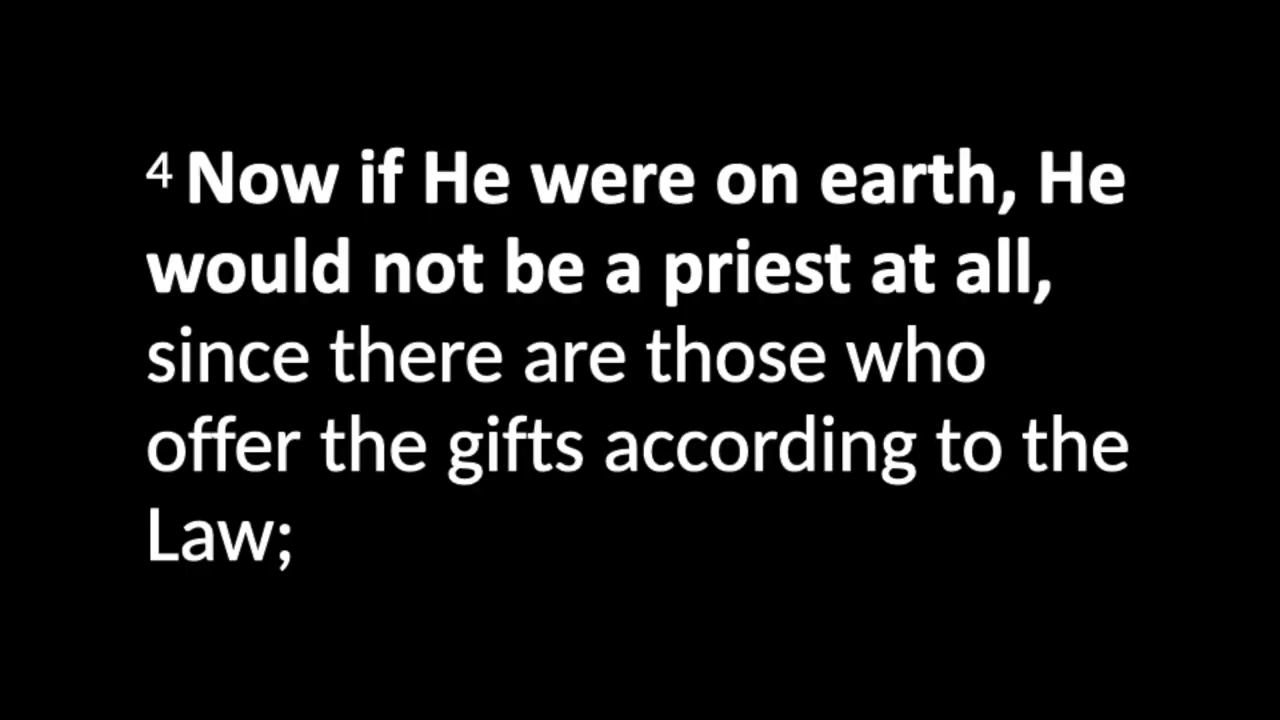 4 Now if He were on earth, He
would not be a priest at all,
since there are those who
offer the gifts according to the
Law;